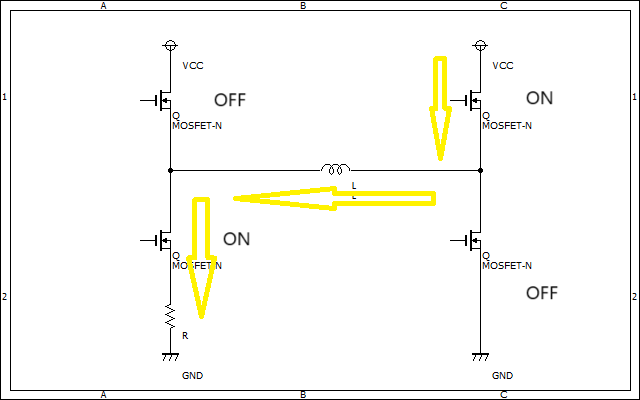 A B C
VCC VCC
1 OFF ON 1
Q Q
MOSFET-N MOSFET-N
L
L
ON
Q Q
MOSFET-N MOSFET-N
2 OFF 2
R
GND GND
A B C